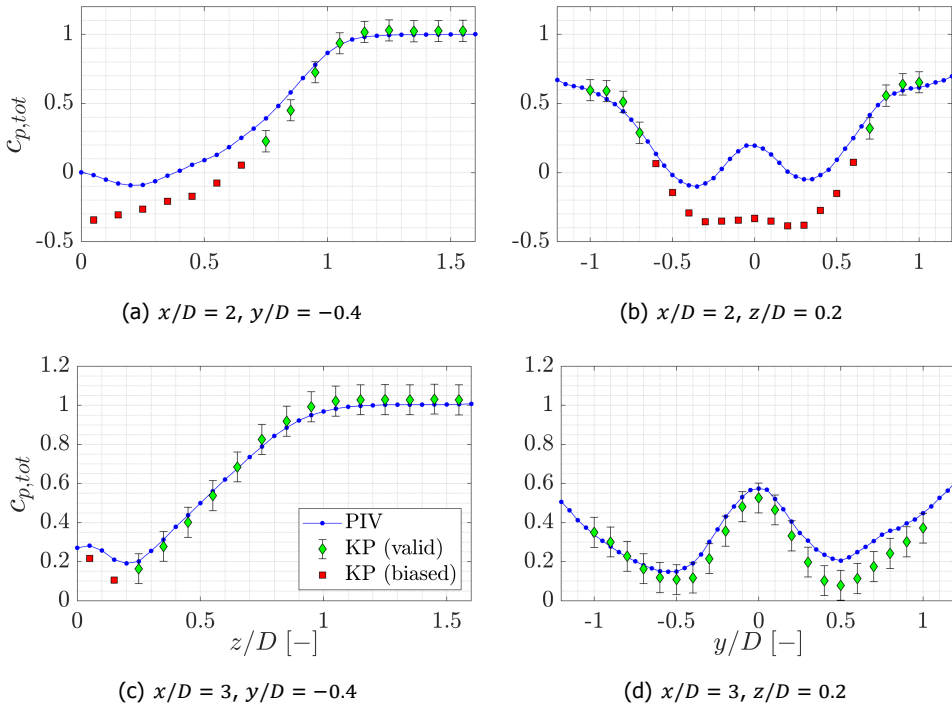 1
0.5
0
-0.5
c_{p,tot}
0 0.5 1 1.5
(a) x/D = 2, y/D = −0.4
1
0.5
0
-0.5
-1 -0.5 0 0.5 1
(b) x/D = 2, z/D = 0.2
1.2
1
0.8
0.6
0.4
0.2
0
c_{p,tot}
PIV
KP (valid)
KP (biased)
0 0.5 1 1.5
z/D [−]
(c) x/D = 3, y/D = −0.4
1.2
1
0.8
0.6
0.4
0.2
0
-1 -0.5 0 0.5 1
y/D [−]
(d) x/D = 3, z/D = 0.2